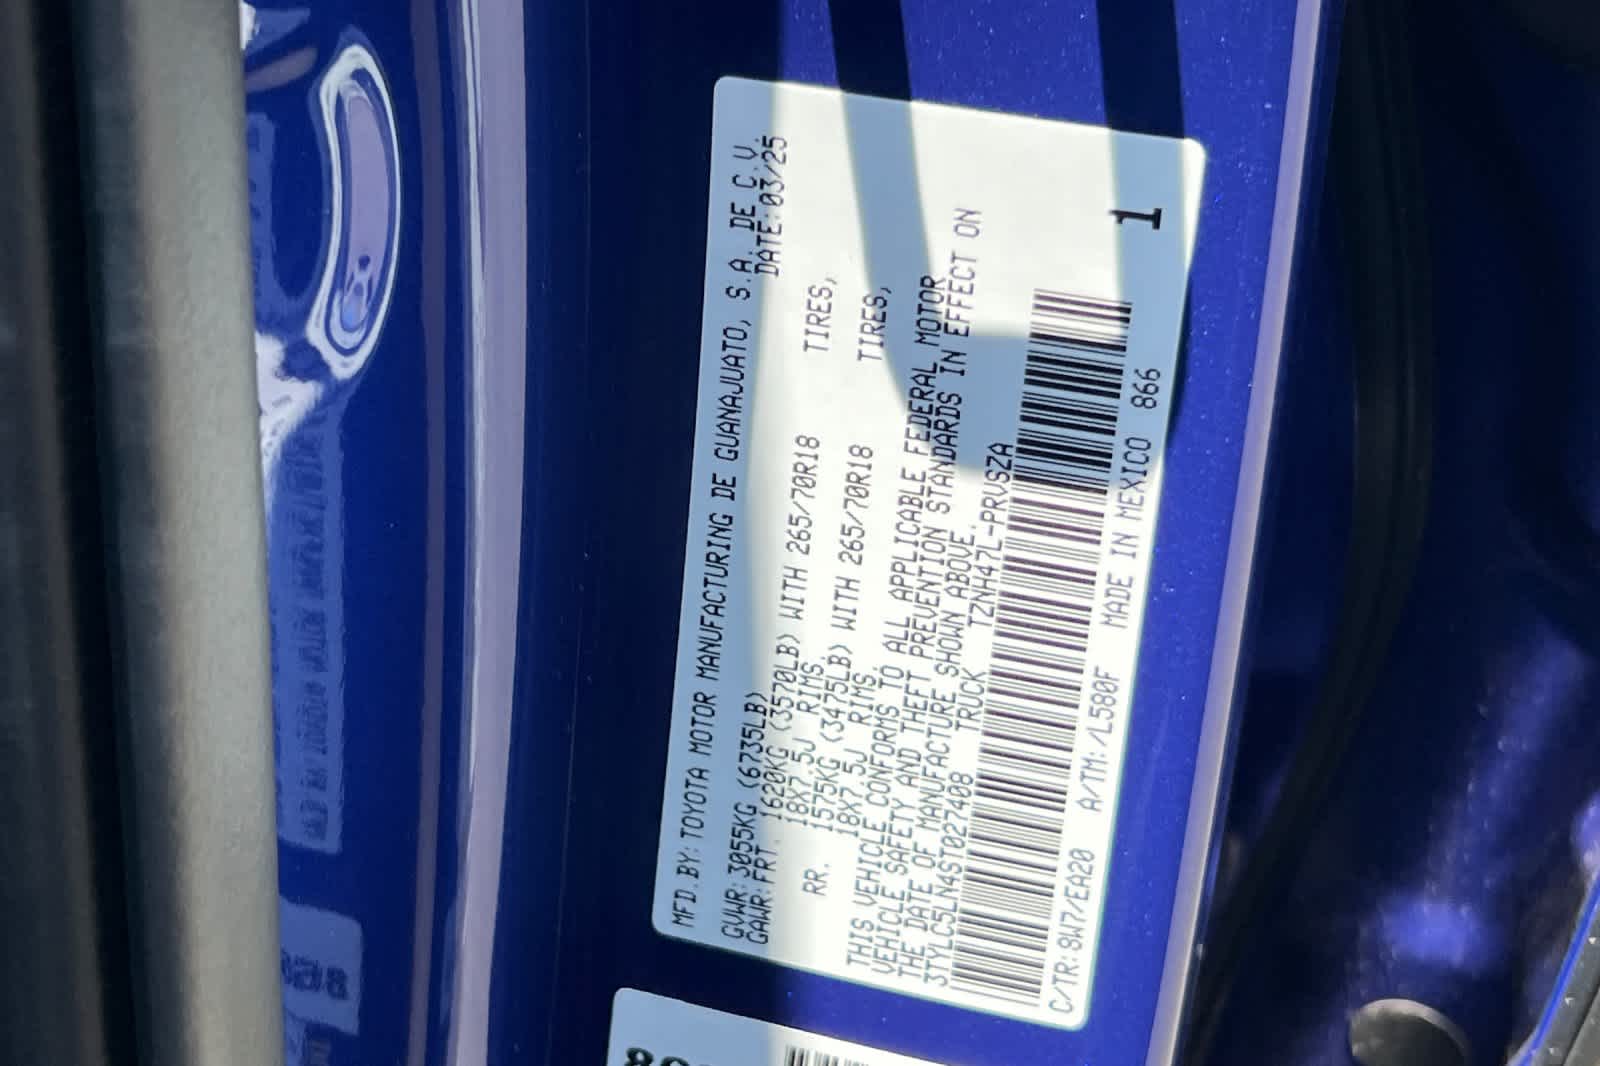 MFD.BY:TOYOTA MOTOR MANUFACTURING DE GUANAJUATO, S.A. DE C.V.
DATE:03/25
GVWR:3055KG (6735LB)
GAWR:FRT. 1620KG (3570LB) WITH 265/70R18 TIRES,
18X7.5J RIMS.
RR. 1575KG (3475LB) WITH 265/70R18 TIRES,
18X7.5J RIMS.
THIS VEHICLE CONFORMS TO ALL APPLICABLE FEDERAL MOTOR
VEHICLE SAFETY AND THEFT PREVENTION STANDARDS IN EFFECT ON
THE DATE OF MANUFACTURE SHOWN ABOVE.
3TYLC5LN4ST027408 TRUCK TZNH47L-PRVSZA
1
C/TR:8W7/EA20 A/TM:/L580F MADE IN MEXICO 866